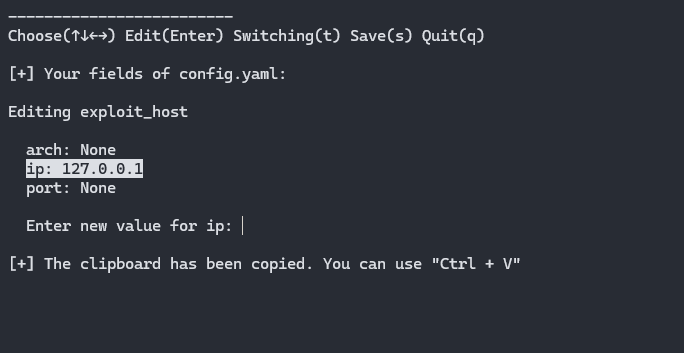 -------------------------
Choose(↑↓←→) Edit(Enter) Switching(t) Save(s) Quit(q)
[+] Your fields of config.yaml:
Editing exploit_host
arch: None
ip: 127.0.0.1
port: None
Enter new value for ip:
[+] The clipboard has been copied. You can use "Ctrl + V"